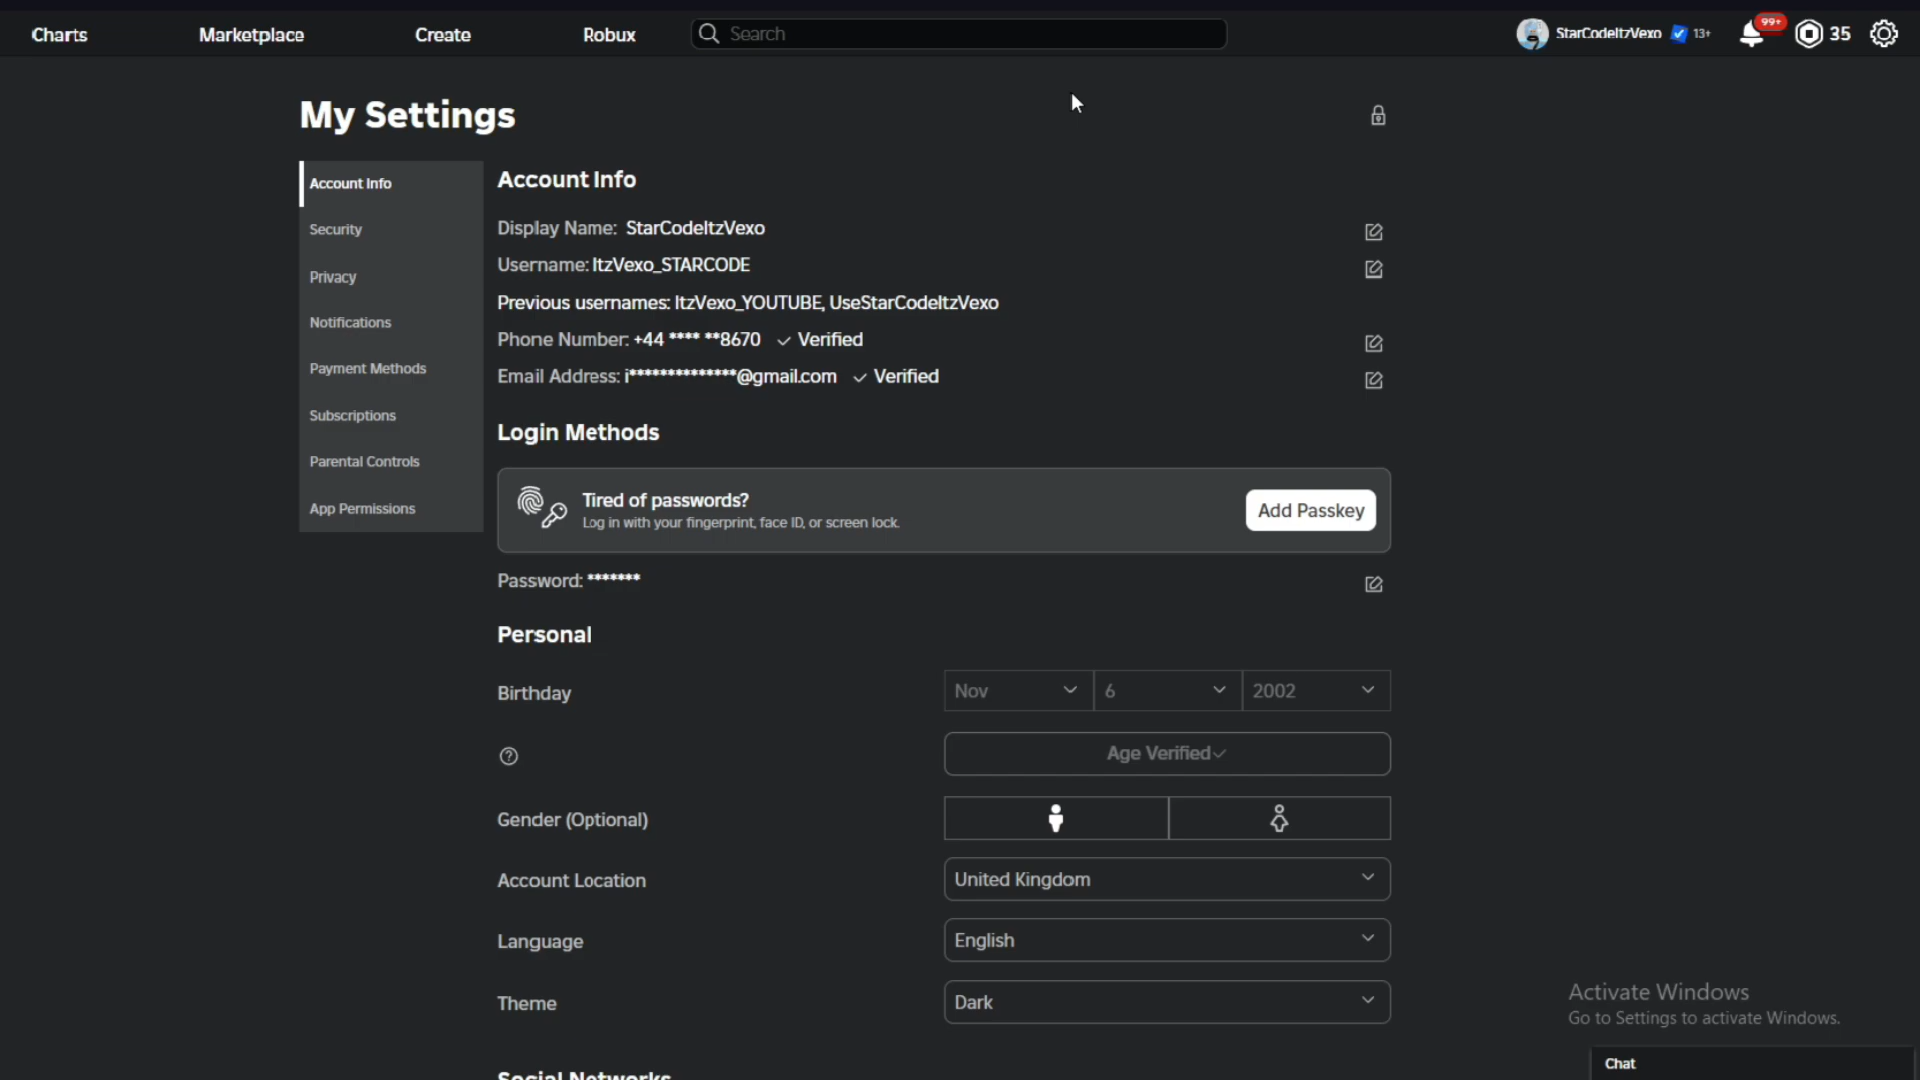 Charts
Marketplace
Create
Robux
Search
StarCodeItzVexo
13+
99+
35
My Settings
Account Info
Security
Privacy
Notifications
Payment Methods
Subscriptions
Parental Controls
App Permissions
Account Info
Display Name: StarCodeItzVexo
Username: ItzVexo_STARCODE
Previous usernames: ItzVexo_YOUTUBE, UseStarCodeItzVexo
Phone Number: +44 **** **8670 ✓ Verified
Email Address: i**************@gmail.com ✓ Verified
Login Methods
Tired of passwords?
Log in with your fingerprint, face ID, or screen lock.
Add Passkey
Password: *******
Personal
Birthday
Nov
6
2002
Age Verified✓
Gender (Optional)
Account Location
United Kingdom
Language
English
Theme
Dark
Social Networks
Activate Windows
Go to Settings to activate Windows.
Chat